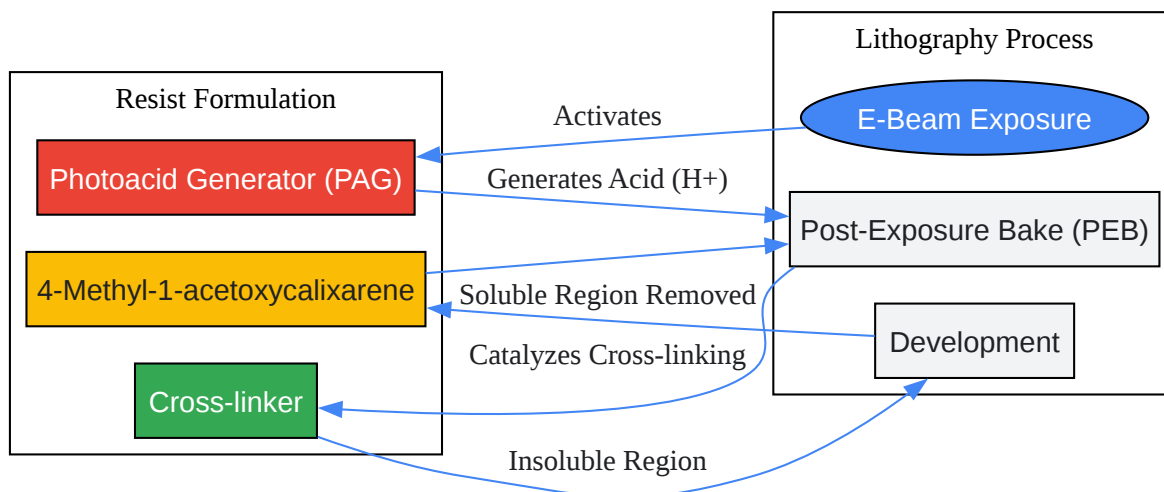 Lithography Process
Resist Formulation
E-Beam Exposure
Activates
Photoacid Generator (PAG)
Generates Acid (H+)
Post-Exposure Bake (PEB)
4-Methyl-1-acetoxycalixarene
Soluble Region Removed
Development
Catalyzes Cross-linking
Cross-linker
Insoluble Region